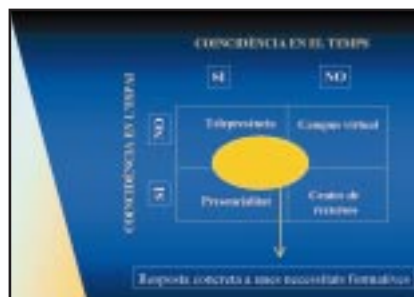 COINCIDÈNCIA EN EL TEMPS
SI NO
COINCIDÈNCIA EN L'ESPAI
NO
Telepresència Campus virtual
SI
Presencialitat Centre de
recursos
Resposta concreta a unes necessitats formatives